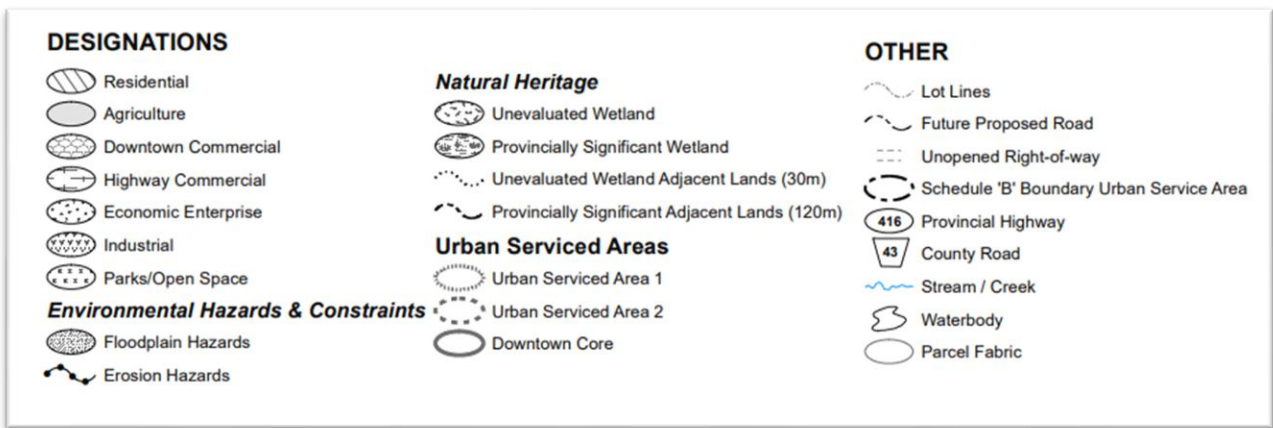 DESIGNATIONS
Residential
Agriculture
Downtown Commercial
Highway Commercial
Economic Enterprise
Industrial
Parks/Open Space
Environmental Hazards & Constraints
Floodplain Hazards
Erosion Hazards
Natural Heritage
Unevaluated Wetland
Provincially Significant Wetland
Unevaluated Wetland Adjacent Lands (30m)
Provincially Significant Adjacent Lands (120m)
Urban Serviced Areas
Urban Serviced Area 1
Urban Serviced Area 2
Downtown Core
OTHER
Lot Lines
Future Proposed Road
Unopened Right-of-way
Schedule 'B' Boundary Urban Service Area
416 Provincial Highway
43 County Road
Stream / Creek
Waterbody
Parcel Fabric